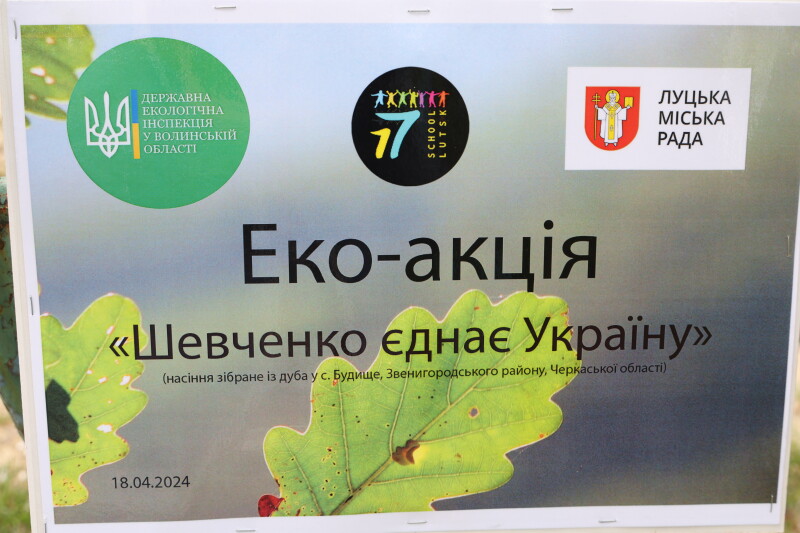 ДЕРЖАВНА
ЕКОЛОГІЧНА
ІНСПЕКЦІЯ
У ВОЛИНСЬКІЙ
ОБЛАСТІ
17
SCHOOL
LUTSK
ЛУЦЬКА
МІСЬКА
РАДА
Еко-акція
«Шевченко єднає Україну»
(насіння зібране із дуба у с. Будище, Звенигородського району, Черкаської області)
18.04.2024